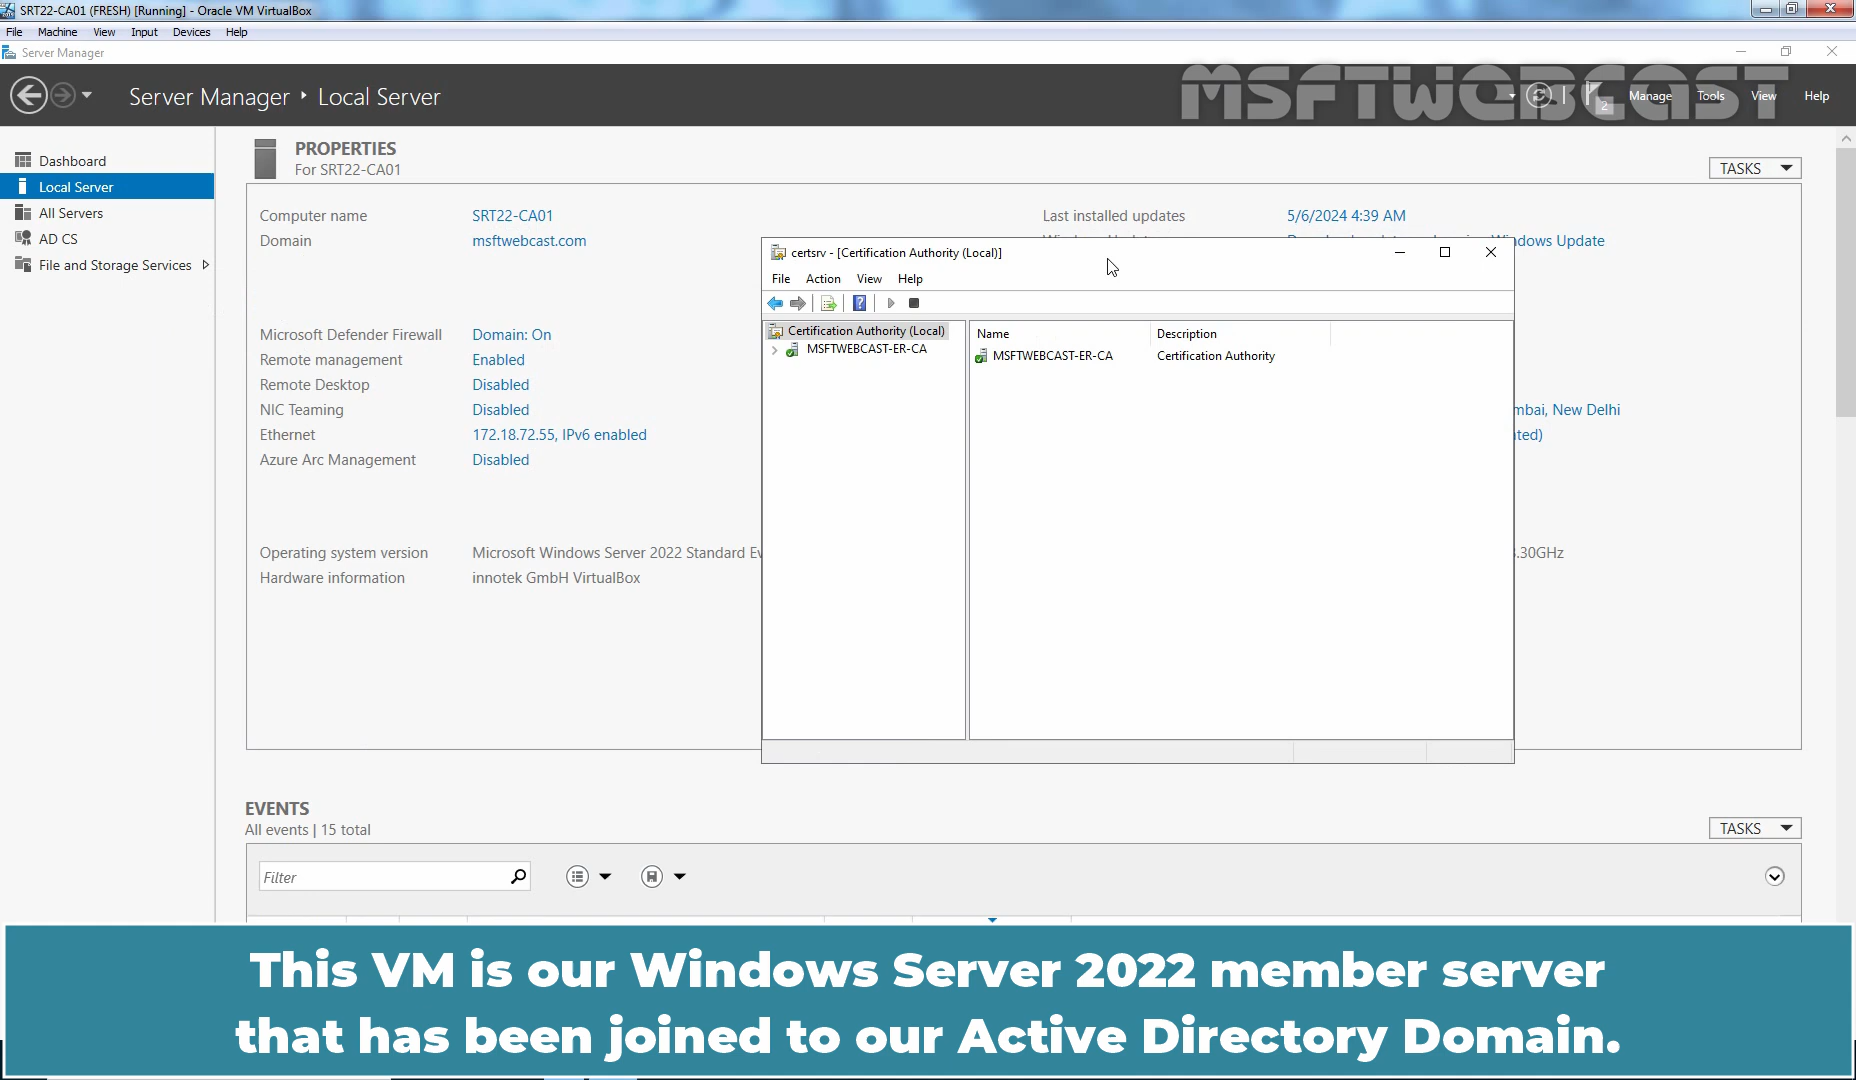 SRT22-CA01 (FRESH) [Running] - Oracle VM VirtualBox
File Machine View Input Devices Help
Server Manager
Server Manager ‣ Local Server
MSFTWEBCAST
2 Manage Tools View Help
Dashboard
Local Server
All Servers
AD CS
File and Storage Services
PROPERTIES
For SRT22-CA01
TASKS
Computer name SRT22-CA01
Domain msftwebcast.com
Last installed updates 5/6/2024 4:39 AM
Windows Update
Microsoft Defender Firewall Domain: On
Remote management Enabled
Remote Desktop Disabled
NIC Teaming Disabled
Ethernet 172.18.72.55, IPv6 enabled
Azure Arc Management Disabled
mbai, New Delhi
ted)
Operating system version Microsoft Windows Server 2022 Standard Ev
Hardware information innotek GmbH VirtualBox
.30GHz
certsrv - [Certification Authority (Local)]
File Action View Help
Certification Authority (Local)
MSFTWEBCAST-ER-CA
Name Description
MSFTWEBCAST-ER-CA Certification Authority
EVENTS
All events | 15 total
TASKS
Filter
This VM is our Windows Server 2022 member server
that has been joined to our Active Directory Domain.